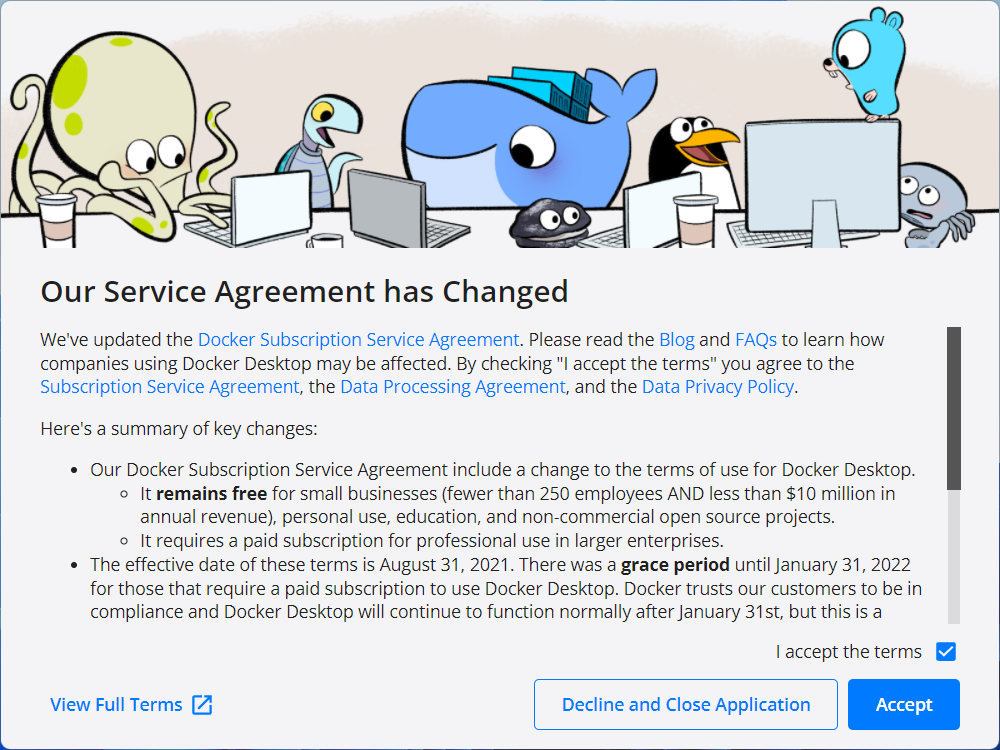 Our Service Agreement has Changed
We've updated the Docker Subscription Service Agreement. Please read the Blog and FAQs to learn how
companies using Docker Desktop may be affected. By checking "I accept the terms" you agree to the
Subscription Service Agreement, the Data Processing Agreement, and the Data Privacy Policy.
Here's a summary of key changes:
• Our Docker Subscription Service Agreement include a change to the terms of use for Docker Desktop.
◦ It remains free for small businesses (fewer than 250 employees AND less than $10 million in
annual revenue), personal use, education, and non-commercial open source projects.
◦ It requires a paid subscription for professional use in larger enterprises.
• The effective date of these terms is August 31, 2021. There was a grace period until January 31, 2022
for those that require a paid subscription to use Docker Desktop. Docker trusts our customers to be in
compliance and Docker Desktop will continue to function normally after January 31st, but this is a
I accept the terms
View Full Terms
Decline and Close Application
Accept